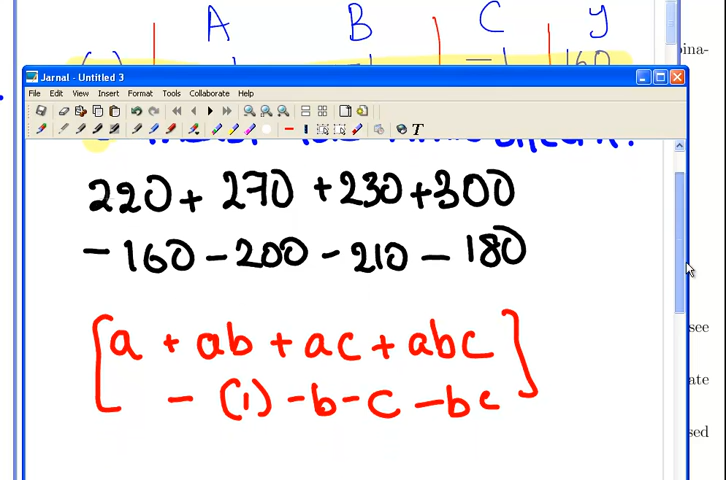 A B C y
160
ina-
Jarnal - Untitled 3
File Edit View Insert Format Tools Collaborate Help
T
220 + 270 + 230 + 300
- 160 - 200 - 210 - 180
see
[a + ab + ac + abc
ate
- (1) - b - c - bc]
sed